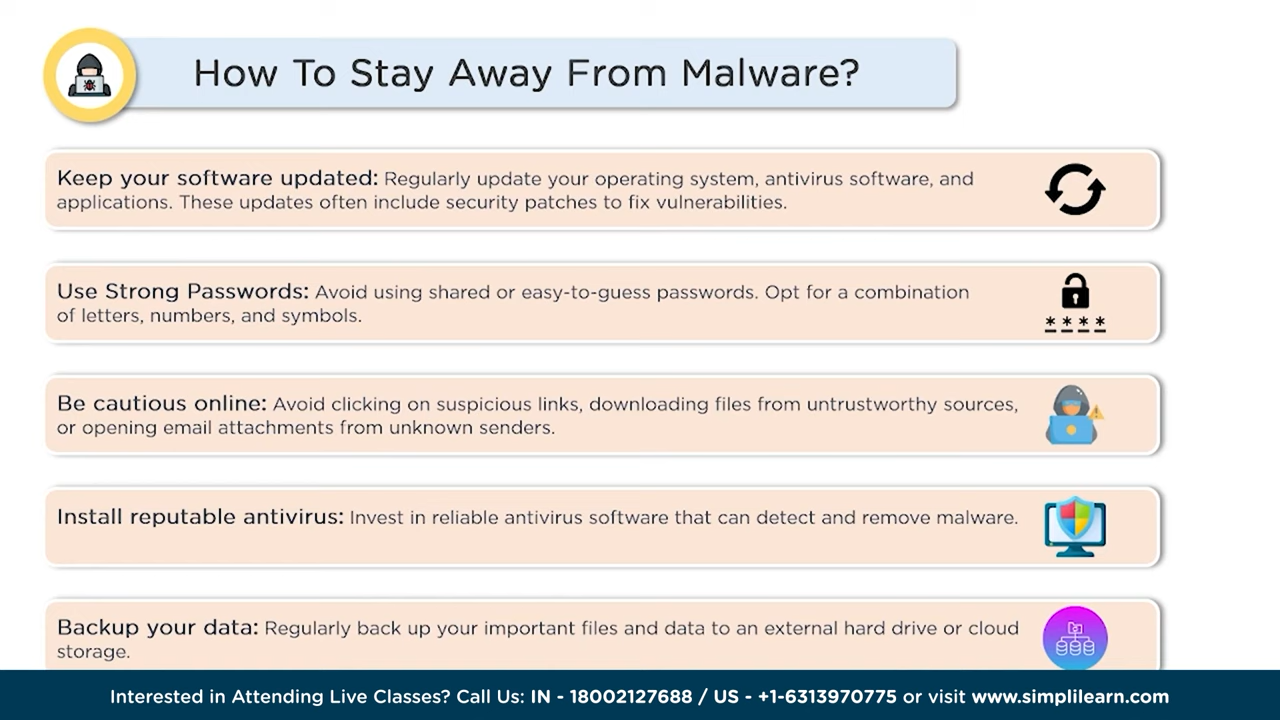 How To Stay Away From Malware?
Keep your software updated: Regularly update your operating system, antivirus software, and
applications. These updates often include security patches to fix vulnerabilities.
Use Strong Passwords: Avoid using shared or easy-to-guess passwords. Opt for a combination
of letters, numbers, and symbols.
Be cautious online: Avoid clicking on suspicious links, downloading files from untrustworthy sources,
or opening email attachments from unknown senders.
Install reputable antivirus: Invest in reliable antivirus software that can detect and remove malware.
Backup your data: Regularly back up your important files and data to an external hard drive or cloud
storage.
Interested in Attending Live Classes? Call Us: IN - 18002127688 / US - +1-6313970775 or visit www.simplilearn.com